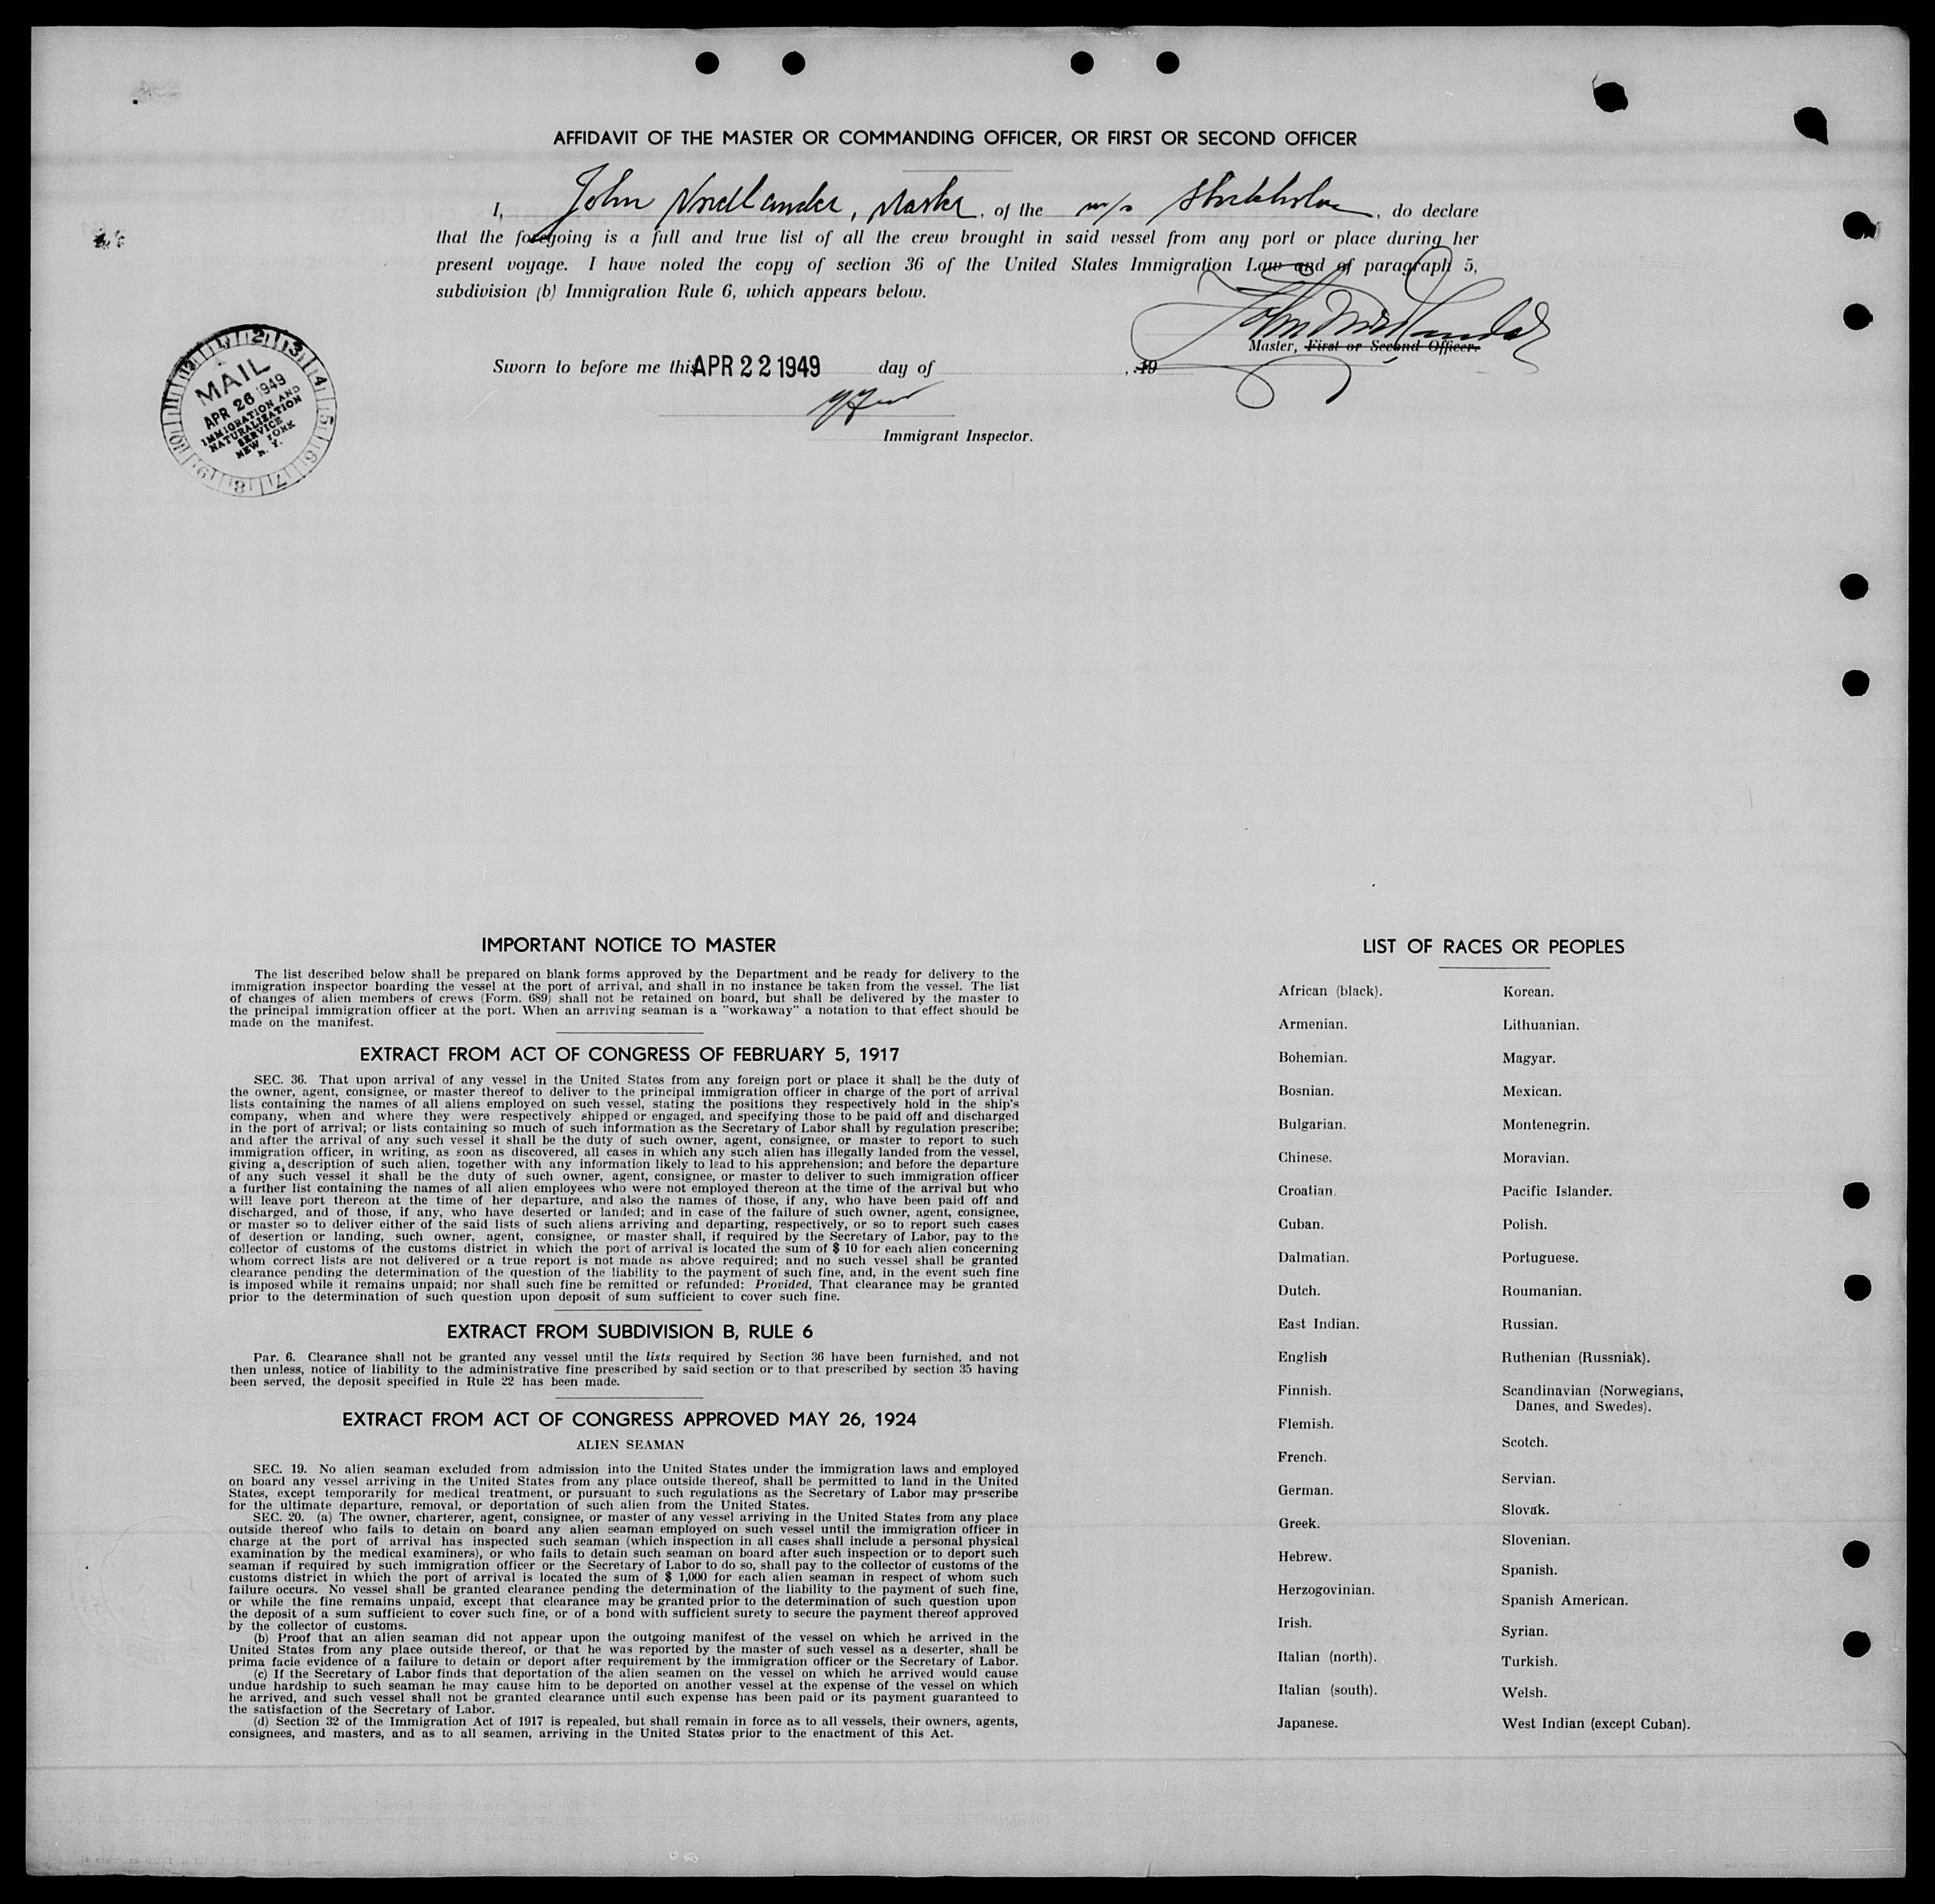 AFFIDAVIT OF THE MASTER OR COMMANDING OFFICER, OR FIRST OR SECOND OFFICER
I, John Nordlander, Master, of the m/s Stockholm, do declare
that the foregoing is a full and true list of all the crew brought in said vessel from any port or place during her
present voyage. I have noted the copy of section 36 of the United States Immigration Law and of paragraph 5,
subdivision (b) Immigration Rule 6, which appears below.
John Nordlander
Master, First or Second Officer.
Sworn to before me this APR 22 1949 day of , 19
Immigrant Inspector.
12 1 2 3 4 5 6 7 8 9 10 11
MAIL
APR 26 1949
IMMIGRATION AND
NATURALIZATION
SERVICE
NEW YORK
N. Y.
IMPORTANT NOTICE TO MASTER
The list described below shall be prepared on blank forms approved by the Department and be ready for delivery to the
immigration inspector boarding the vessel at the port of arrival, and shall in no instance be taken from the vessel. The list
of changes of alien members of crews (Form. 689) shall not be retained on board, but shall be delivered by the master to
the principal immigration officer at the port. When an arriving seaman is a "workaway" a notation to that effect should be
made on the manifest.
EXTRACT FROM ACT OF CONGRESS OF FEBRUARY 5, 1917
SEC. 36. That upon arrival of any vessel in the United States from any foreign port or place it shall be the duty of
the owner, agent, consignee, or master thereof to deliver to the principal immigration officer in charge of the port of arrival
lists containing the names of all aliens employed on such vessel, stating the positions they respectively hold in the ship's
company, when and where they were respectively shipped or engaged, and specifying those to be paid off and discharged
in the port of arrival; or lists containing so much of such information as the Secretary of Labor shall by regulation prescribe;
and after the arrival of any such vessel it shall be the duty of such owner, agent, consignee, or master to report to such
immigration officer, in writing, as soon as discovered, all cases in which any such alien has illegally landed from the vessel,
giving a description of such alien, together with any information likely to lead to his apprehension; and before the departure
of any such vessel it shall be the duty of such owner, agent, consignee, or master to deliver to such immigration officer
a further list containing the names of all alien employees who were not employed thereon at the time of the arrival but who
will leave port thereon at the time of her departure, and also the names of those, if any, who have been paid off and
discharged, and of those, if any, who have deserted or landed; and in case of the failure of such owner, agent, consignee,
or master so to deliver either of the said lists of such aliens arriving and departing, respectively, or so to report such cases
of desertion or landing, such owner, agent, consignee, or master shall, if required by the Secretary of Labor, pay to the
collector of customs of the customs district in which the port of arrival is located the sum of $ 10 for each alien concerning
whom correct lists are not delivered or a true report is not made as above required; and no such vessel shall be granted
clearance pending the determination of the question of the liability to the payment of such fine, and, in the event such fine
is imposed while it remains unpaid; nor shall such fine be remitted or refunded: Provided, That clearance may be granted
prior to the determination of such question upon deposit of sum sufficient to cover such fine.
EXTRACT FROM SUBDIVISION B, RULE 6
Par. 6. Clearance shall not be granted any vessel until the lists required by Section 36 have been furnished, and not
then unless, notice of liability to the administrative fine prescribed by said section or to that prescribed by section 35 having
been served, the deposit specified in Rule 22 has been made.
EXTRACT FROM ACT OF CONGRESS APPROVED MAY 26, 1924
ALIEN SEAMAN
SEC. 19. No alien seaman excluded from admission into the United States under the immigration laws and employed
on board any vessel arriving in the United States from any place outside thereof, shall be permitted to land in the United
States, except temporarily for medical treatment, or pursuant to such regulations as the Secretary of Labor may prescribe
for the ultimate departure, removal, or deportation of such alien from the United States.
SEC. 20. (a) The owner, charterer, agent, consignee, or master of any vessel arriving in the United States from any place
outside thereof who fails to detain on board any alien seaman employed on such vessel until the immigration officer in
charge at the port of arrival has inspected such seaman (which inspection in all cases shall include a personal physical
examination by the medical examiners), or who fails to detain such seaman on board after such inspection or to deport such
seaman if required by such immigration officer or the Secretary of Labor to do so, shall pay to the collector of customs of the
customs district in which the port of arrival is located the sum of $ 1,000 for each alien seaman in respect of whom such
failure occurs. No vessel shall be granted clearance pending the determination of the liability to the payment of such fine,
or while the fine remains unpaid, except that clearance may be granted prior to the determination of such question upon
the deposit of a sum sufficient to cover such fine, or of a bond with sufficient surety to secure the payment thereof approved
by the collector of customs.
(b) Proof that an alien seaman did not appear upon the outgoing manifest of the vessel on which he arrived in the
United States from any place outside thereof, or that he was reported by the master of such vessel as a deserter, shall be
prima facie evidence of a failure to detain or deport after requirement by the immigration officer or the Secretary of Labor.
(c) If the Secretary of Labor finds that deportation of the alien seamen on the vessel on which he arrived would cause
undue hardship to such seaman he may cause him to be deported on another vessel at the expense of the vessel on which
he arrived, and such vessel shall not be granted clearance until such expense has been paid or its payment guaranteed to
the satisfaction of the Secretary of Labor.
(d) Section 32 of the Immigration Act of 1917 is repealed, but shall remain in force as to all vessels, their owners, agents,
consignees, and masters, and as to all seamen, arriving in the United States prior to the enactment of this Act.
LIST OF RACES OR PEOPLES
African (black).
Armenian.
Bohemian.
Bosnian.
Bulgarian.
Chinese.
Croatian.
Cuban.
Dalmatian.
Dutch.
East Indian.
English
Finnish.
Flemish.
French.
German.
Greek.
Hebrew.
Herzogovinian.
Irish.
Italian (north).
Italian (south).
Japanese.
Korean.
Lithuanian.
Magyar.
Mexican.
Montenegrin.
Moravian.
Pacific Islander.
Polish.
Portuguese.
Roumanian.
Russian.
Ruthenian (Russniak).
Scandinavian (Norwegians,
Danes, and Swedes).
Scotch.
Servian.
Slovak.
Slovenian.
Spanish.
Spanish American.
Syrian.
Turkish.
Welsh.
West Indian (except Cuban).